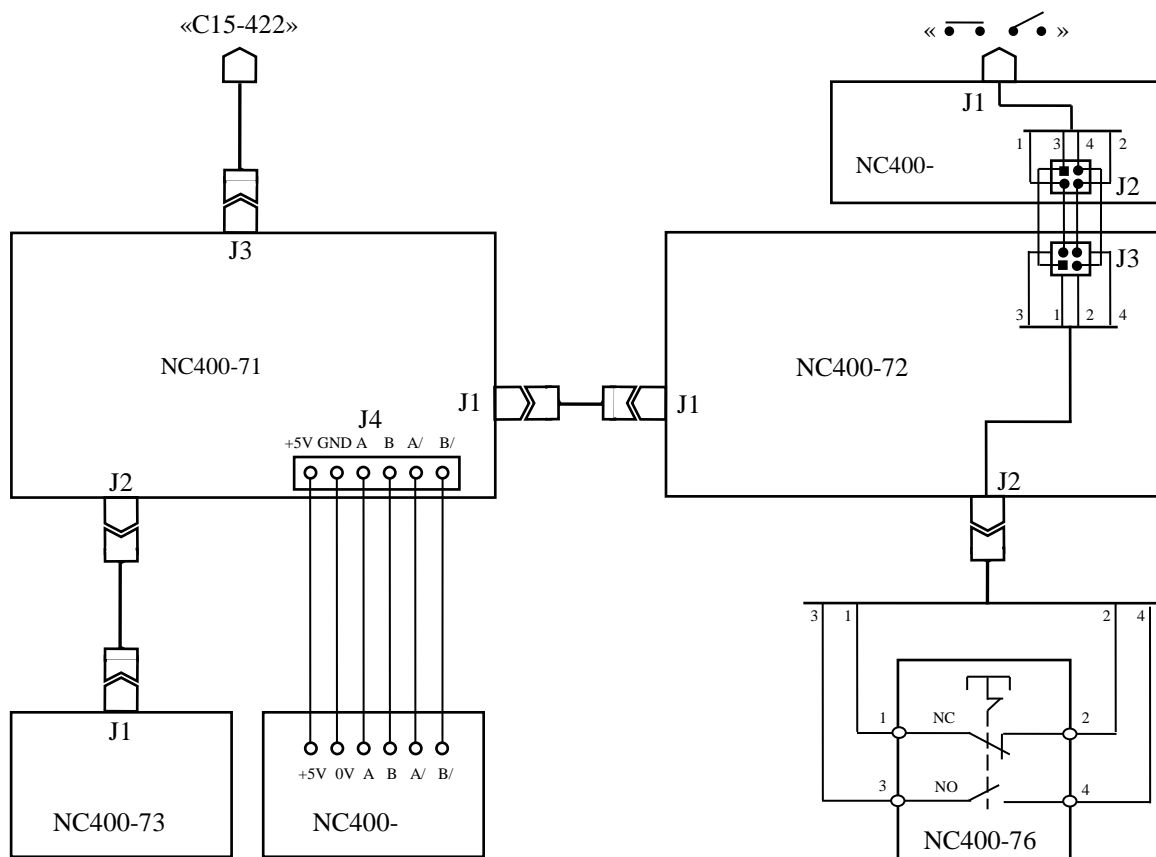 «C15-422»
« »
J1
1 3 4 2
NC400-
J2
J3
J3
3 1 2 4
NC400-71
NC400-72
J1
J1
J4
+5V GND A B A/ B/
J2
J2
3 1 2 4
J1
1 NC 2
+5V 0V A B A/ B/
3 NO 4
NC400-73
NC400-
NC400-76